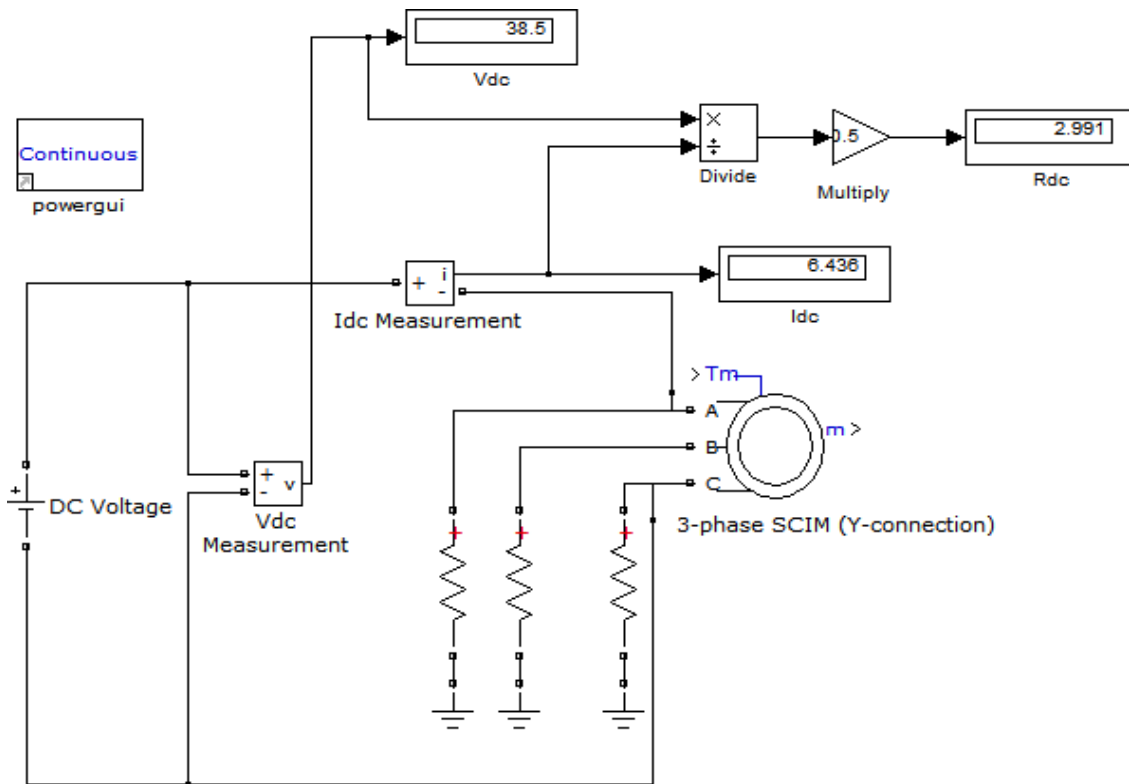 38.5
Vdc
Continuous
powergui
×
÷
Divide
0.5
Multiply
2.991
Rdc
+
i
-
Idc Measurement
6.436
Idc
> Tm
A
B
C
m >
3-phase SCIM (Y-connection)
+
DC Voltage
+
-
v
Vdc
Measurement
+
+
+